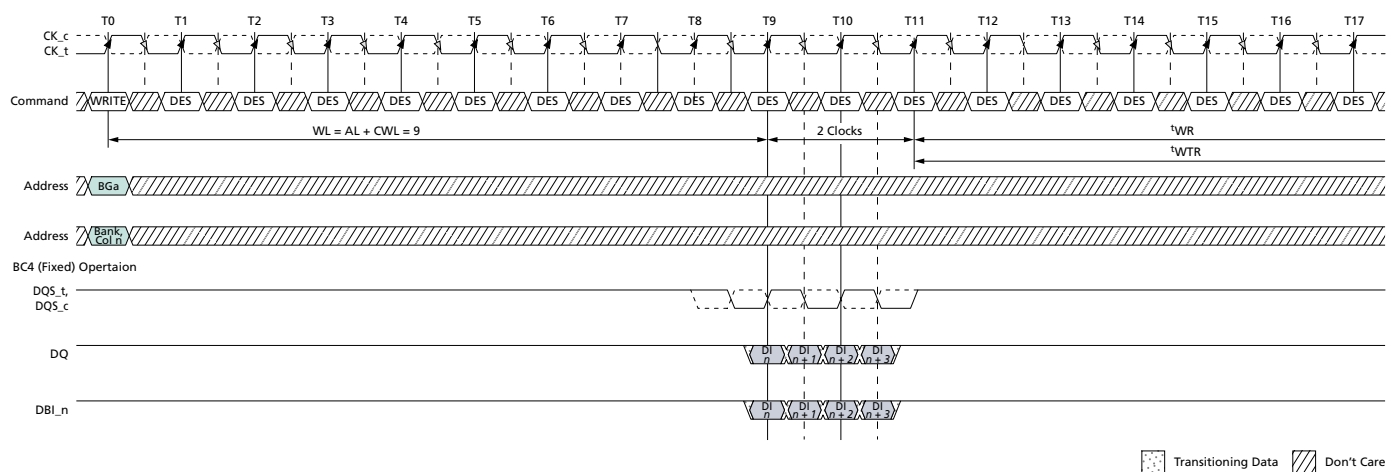 T0 T1 T2 T3 T4 T5 T6 T7 T8 T9 T10 T11 T12 T13 T14 T15 T16 T17
CK_c
CK_t
Command WRITE DES DES DES DES DES DES DES DES DES DES DES DES DES DES DES DES DES
WL = AL + CWL = 9 2 Clocks tWR
tWTR
Address BGa
Address Bank, Col n
BC4 (Fixed) Opertaion
DQS_t,
DQS_c
DQ DI n DI n + 1 DI n + 2 DI n + 3
DBI_n DI n DI n + 1 DI n + 2 DI n + 3
Transitioning Data Don't Care